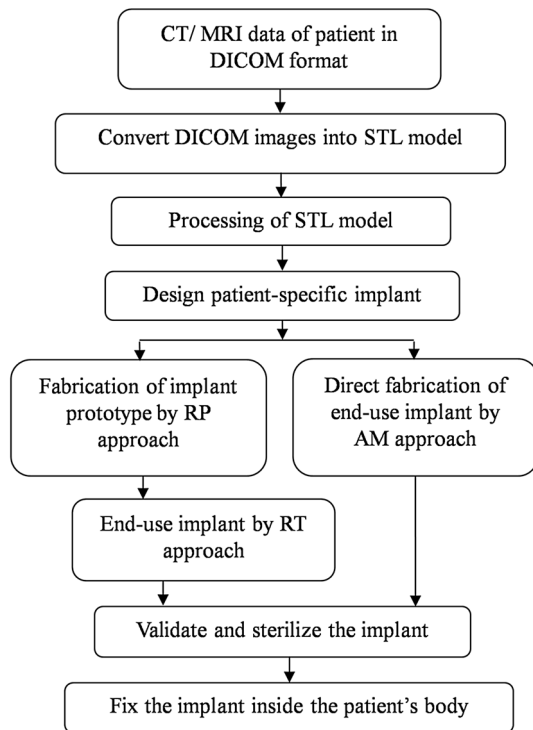 CT/ MRI data of patient in
DICOM format
Convert DICOM images into STL model
Processing of STL model
Design patient-specific implant
Fabrication of implant
prototype by RP
approach
Direct fabrication of
end-use implant by
AM approach
End-use implant by RT
approach
Validate and sterilize the implant
Fix the implant inside the patient's body